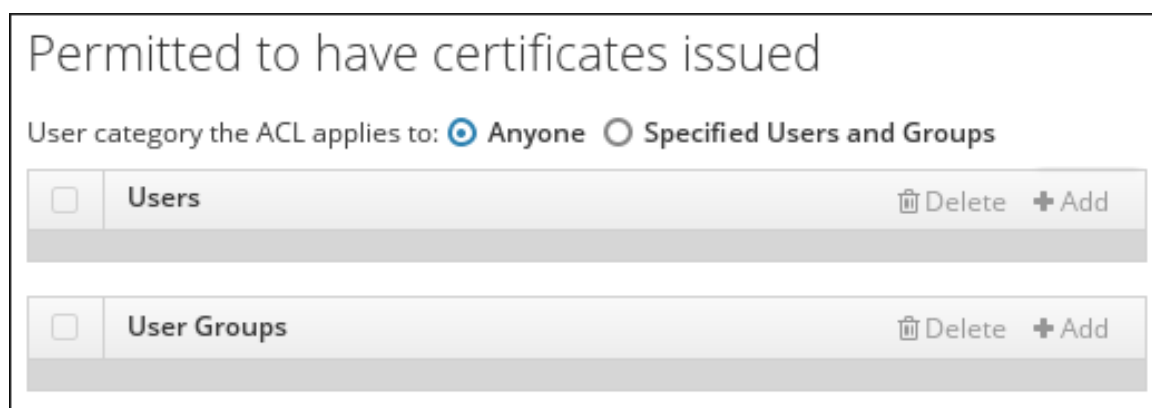 Permitted to have certificates issued
User category the ACL applies to: Anyone Specified Users and Groups
Users Delete Add
User Groups Delete Add